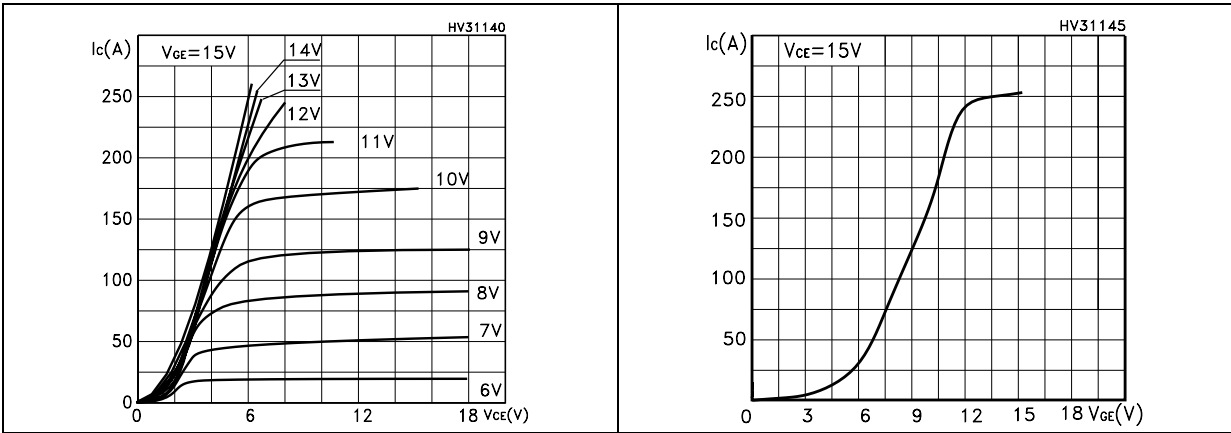 HV31140
Ic(A)
VGE=15V
14V
13V
12V
11V
10V
9V
8V
7V
6V
250
200
150
100
50
0
0 6 12 18 VCE(V)
HV31145
Ic(A)
VCE=15V
250
200
150
100
50
0 3 6 9 12 15 18 VGE(V)